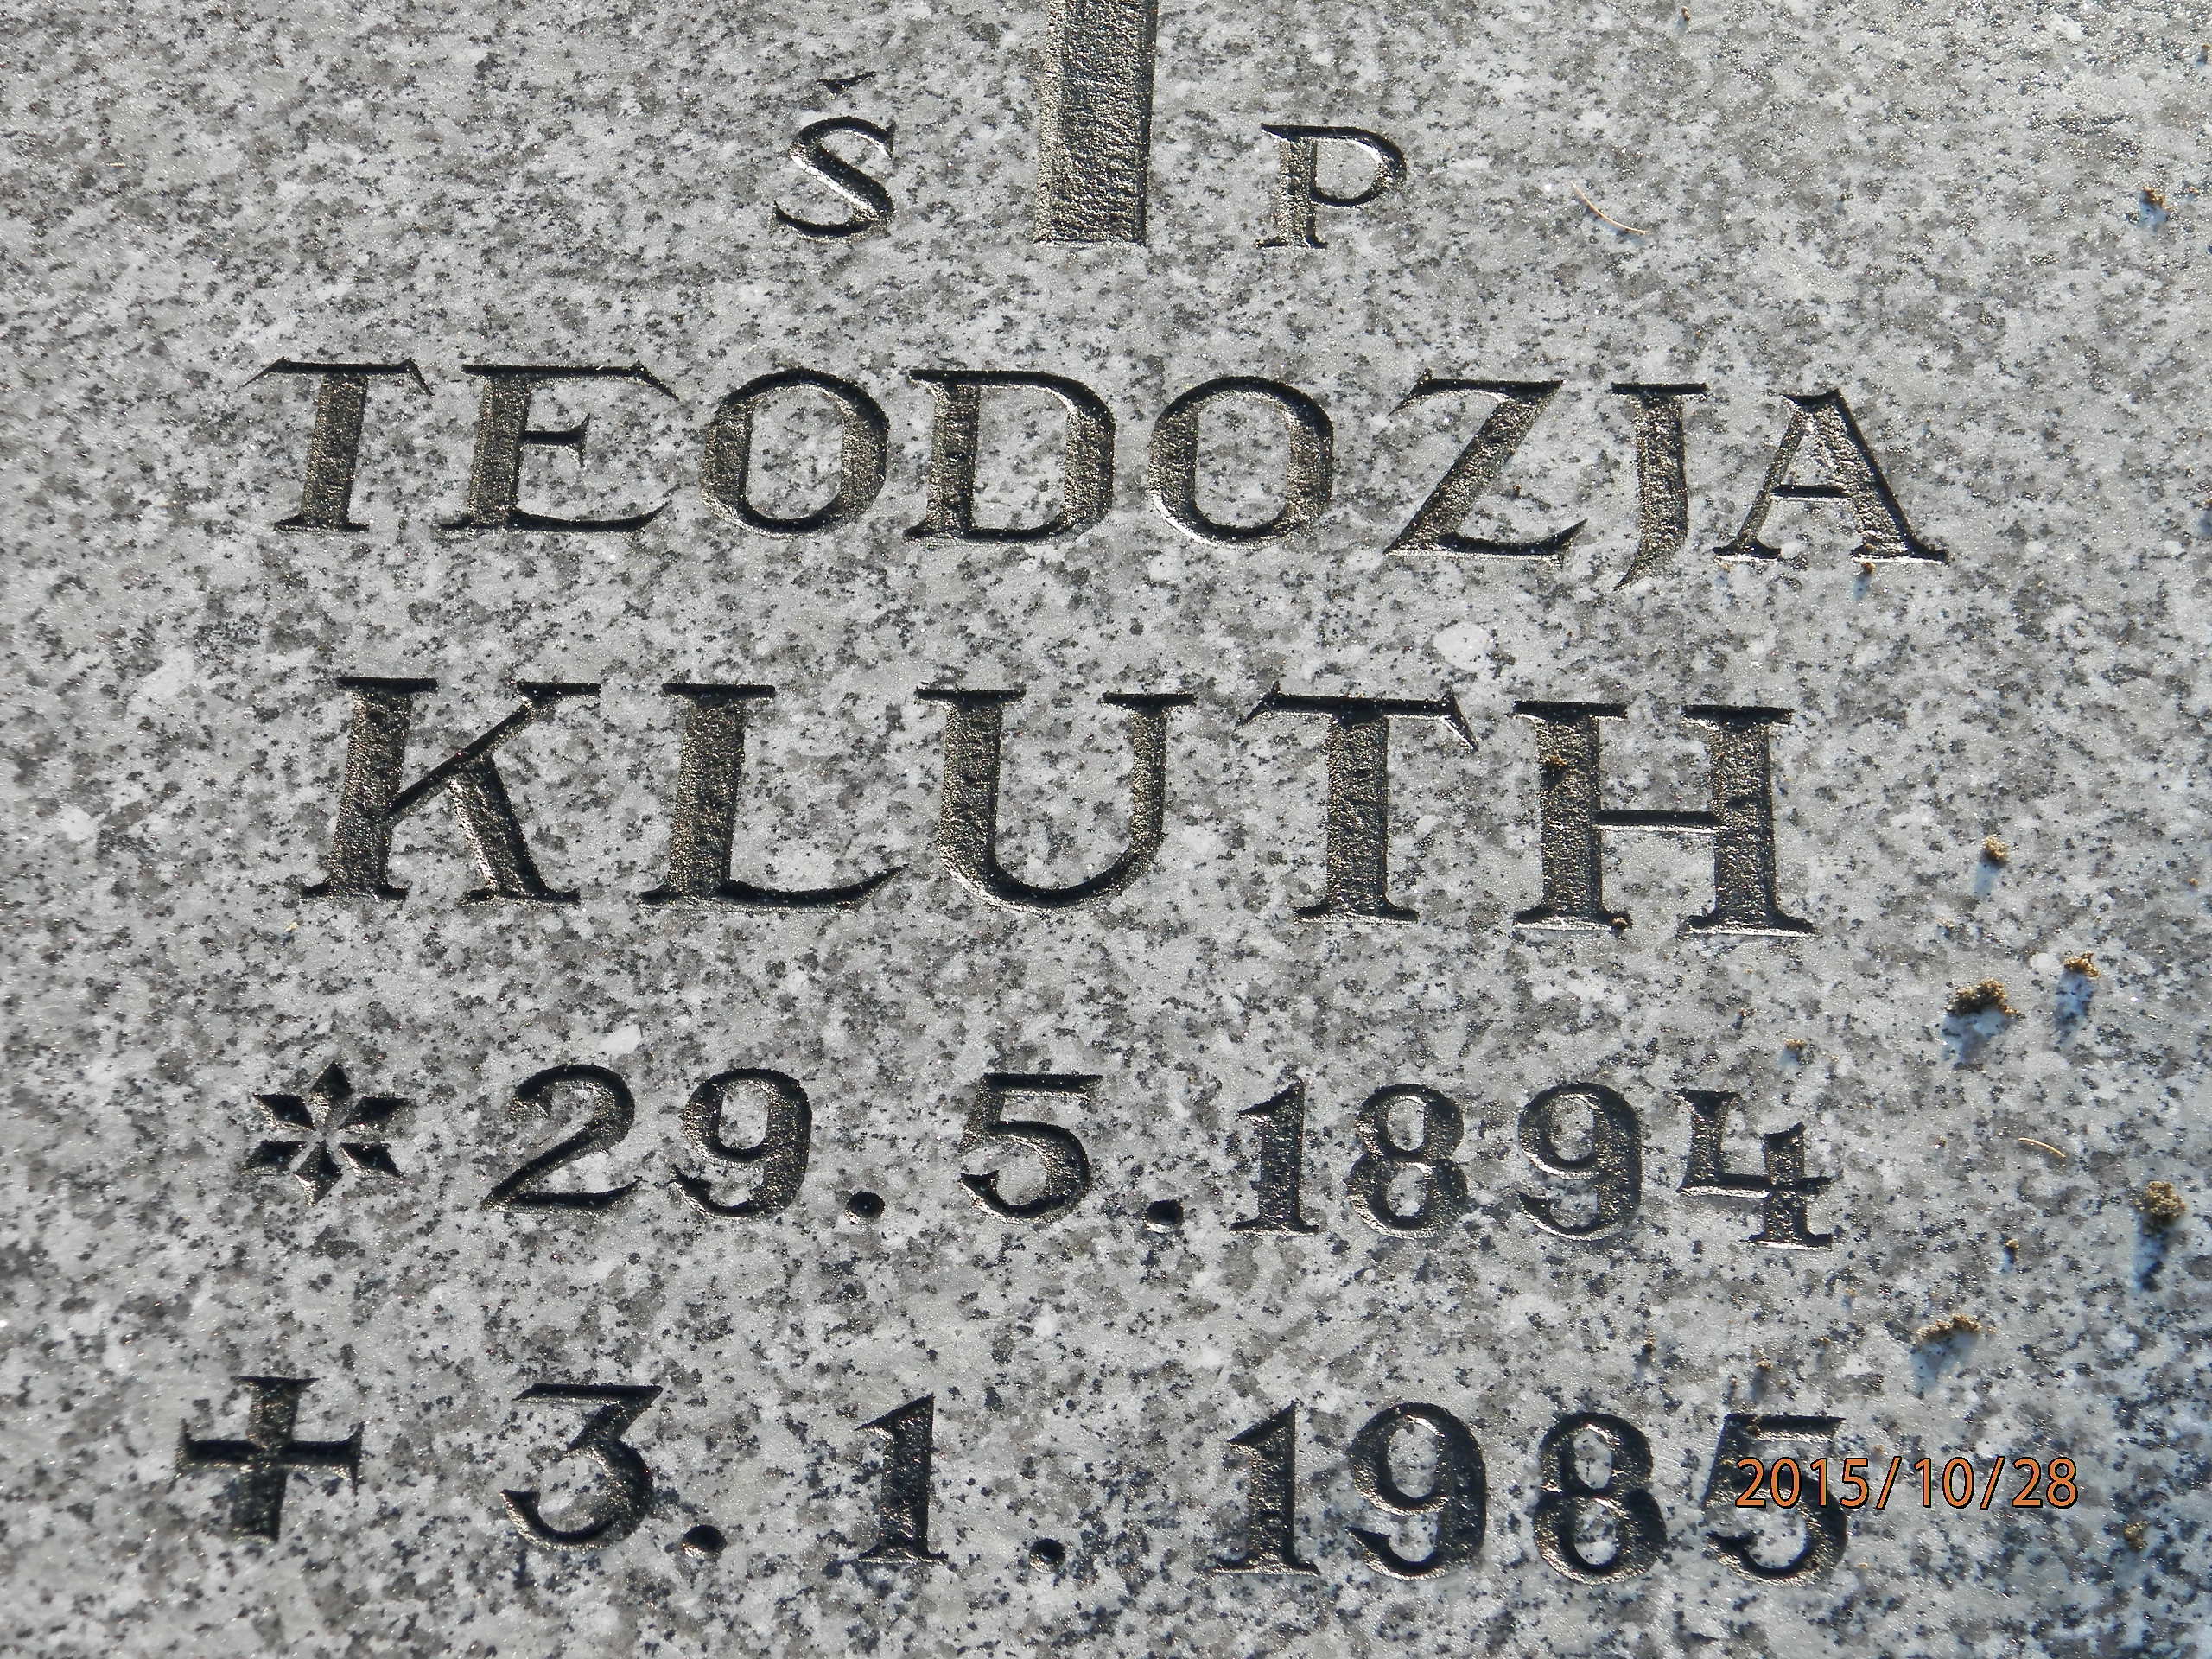 Ś P
TEODOZJA
KLUTH
* 29.5.1894
+ 3.1.1985
2015/10/28